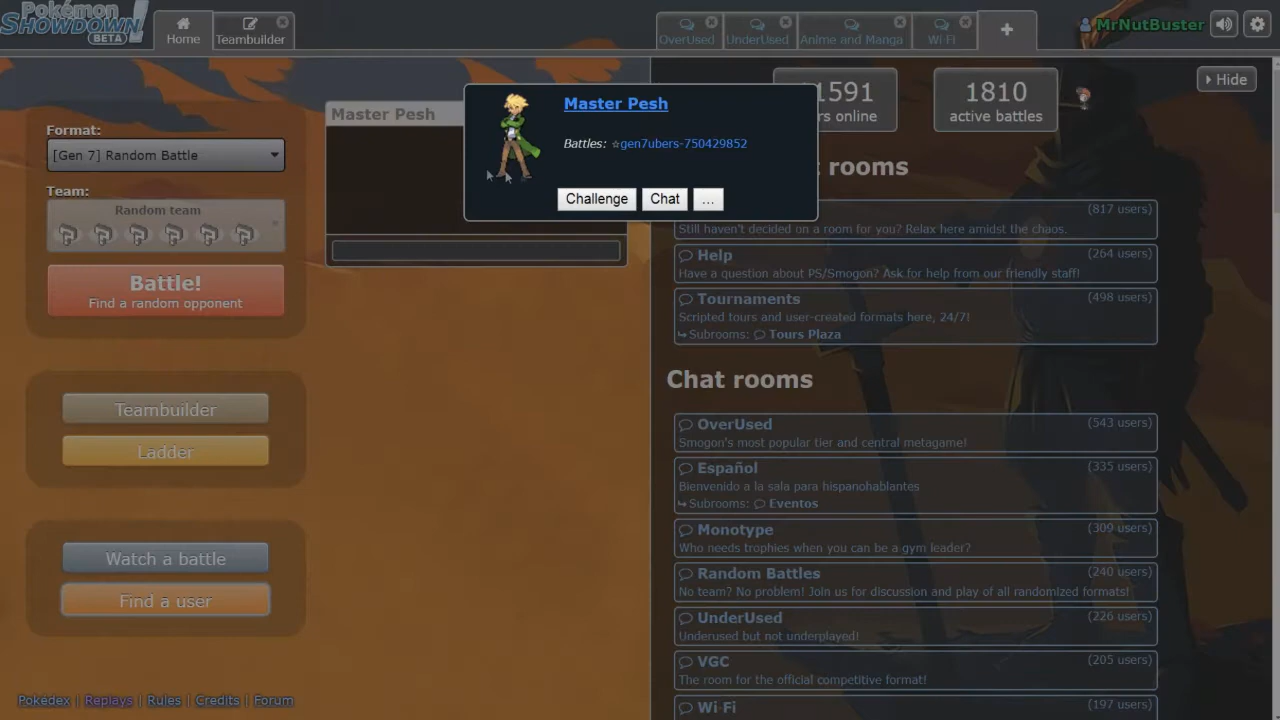 Pokémon
SHOWDOWN!
BETA
Home
Teambuilder
OverUsed
UnderUsed
Anime and Manga
Wi-Fi
+
MrNutBuster
Format:
[Gen 7] Random Battle
Team:
Random team
Battle!
Find a random opponent
Teambuilder
Ladder
Watch a battle
Find a user
Pokédex | Replays | Rules | Credits | Forum
Master Pesh
Master Pesh
Battles: ☆gen7ubers-750429852
Challenge
Chat
...
1591
online
1810
active battles
Hide
rooms
(817 users)
Still haven't decided on a room for you? Relax here amidst the chaos.
Help (264 users)
Have a question about PS/Smogon? Ask for help from our friendly staff!
Tournaments (498 users)
Scripted tours and user-created formats here, 24/7!
↳Subrooms: Tours Plaza
Chat rooms
OverUsed (543 users)
Smogon's most popular tier and central metagame!
Español (335 users)
Bienvenido a la sala para hispanohablantes
↳Subrooms: Eventos
Monotype (309 users)
Who needs trophies when you can be a gym leader?
Random Battles (240 users)
No team? No problem! Join us for discussion and play of all randomized formats!
UnderUsed (226 users)
Underused but not underplayed!
VGC (205 users)
The room for the official competitive format!
Wi-Fi (197 users)